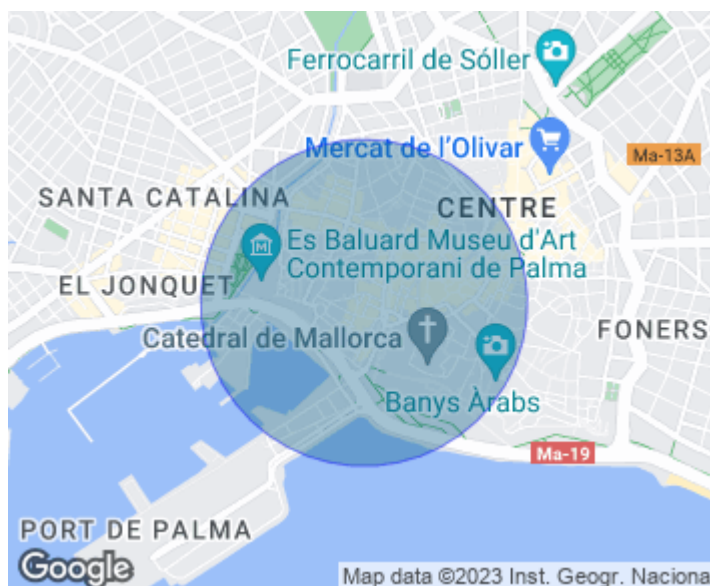 Ferrocarril de Sóller
Mercat de l'Olivar
Ma-13A
SANTA CATALINA
CENTRE
Es Baluard Museu d'Art
Contemporani de Palma
EL JONQUET
FONERS
Catedral de Mallorca
Banys Àrabs
Ma-19
PORT DE PALMA
Google
Map data ©2023 Inst. Geogr. Naciona